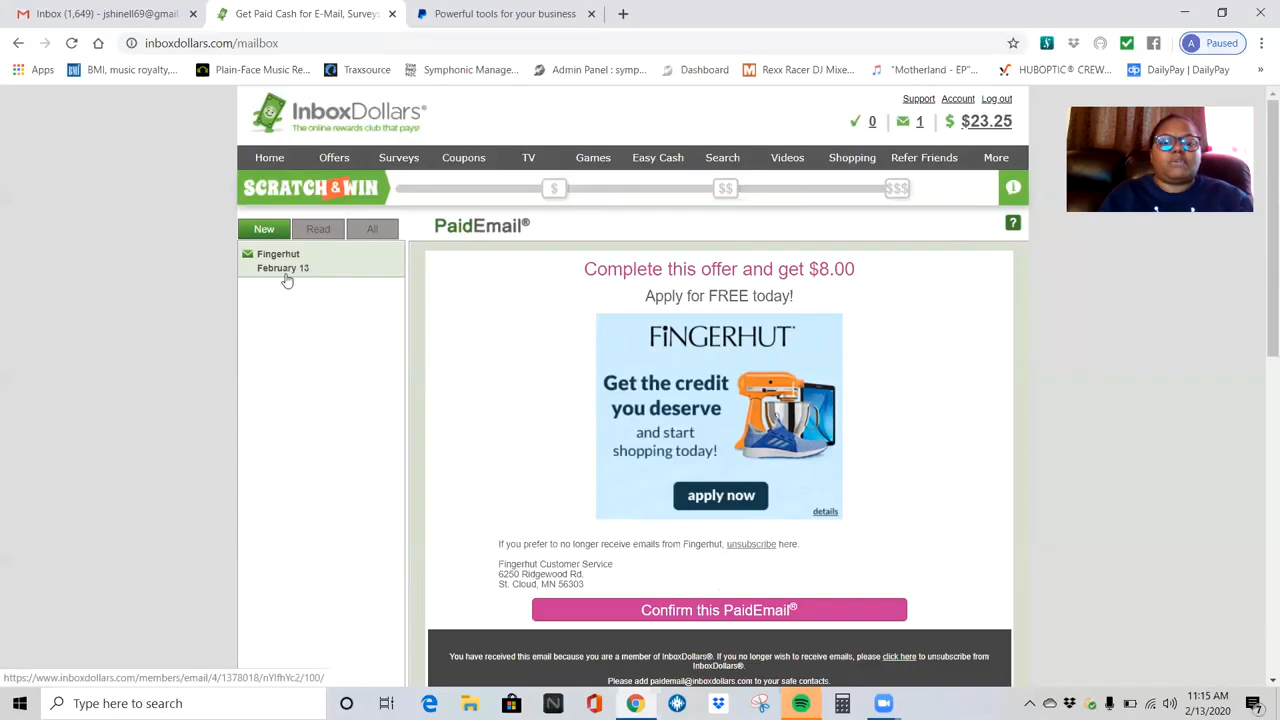 Inbox (1,649) - jshinell69@gmail
Get Paid for InBox Mail, Surveys
Powerful tools for your business
inboxdollars.com/mailbox
A Paused
Apps
BMI, music royalty,...
Plain-Face Music Re...
Traxsource
Symphonic Manage...
Admin Panel : symp...
Dashboard
Rexx Racer DJ Mixe...
"Motherland - EP"...
HUBOPTIC® CREW...
DailyPay | DailyPay
InboxDollars®
The online rewards club that pays!
Support Account Log out
0 | 1 | $ $23.25
Home Offers Surveys Coupons TV Games Easy Cash Search Videos Shopping Refer Friends More
SCRATCH & WIN $ $$ $$$
New Read All
PaidEmail® ?
Fingerhut
February 13
Complete this offer and get $8.00
Apply for FREE today!
FINGERHUT
Get the credit
you deserve
and start
shopping today!
apply now
details
If you prefer to no longer receive emails from Fingerhut, unsubscribe here.
Fingerhut Customer Service
6250 Ridgewood Rd.
St. Cloud, MN 56303
Confirm this PaidEmail®
You have received this email because you are a member of InboxDollars®. If you no longer wish to receive emails, please click here to unsubscribe from
InboxDollars®.
Please add paidemail@inboxdollars.com to your safe contacts.
https://www.inboxdollars.com/members/email/4/1378018/nYlfhYc2/100/
Type here to search
11:15 AM
2/13/2020